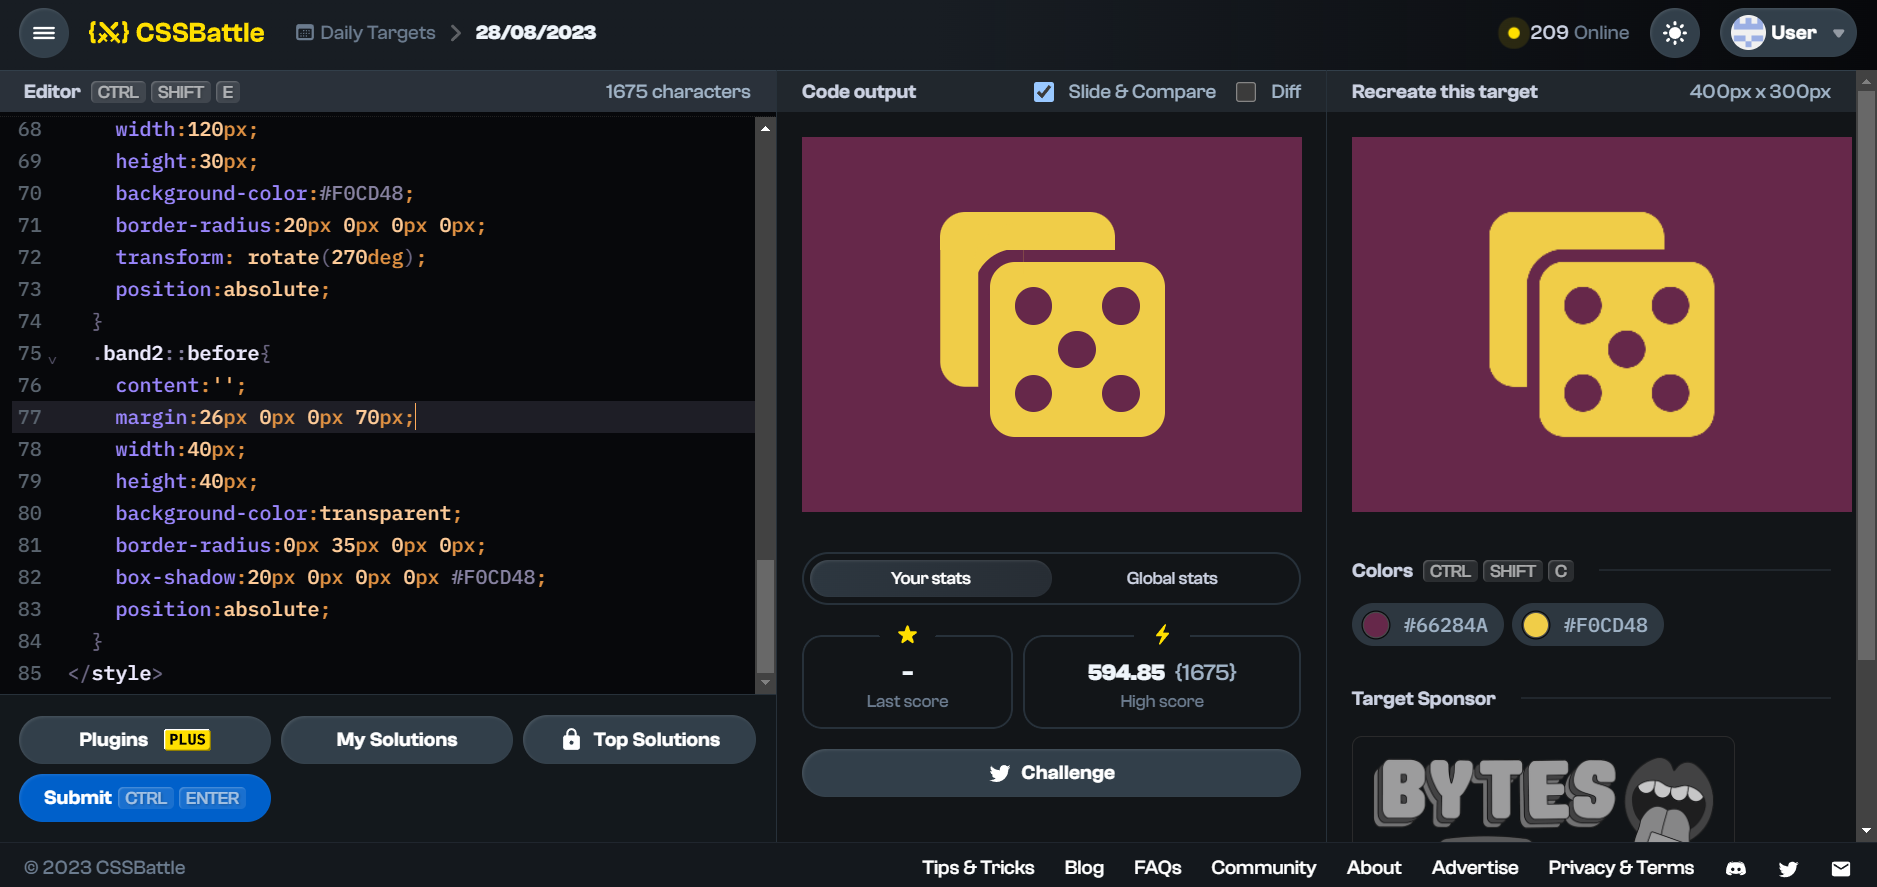 {X} CSSBattle
Daily Targets > 28/08/2023
209 Online
User
Editor CTRL SHIFT E
1675 characters
68 width:120px;
69 height:30px;
70 background-color:#F0CD48;
71 border-radius:20px 0px 0px 0px;
72 transform: rotate(270deg);
73 position:absolute;
74 }
75 .band2::before{
76 content:'';
77 margin:26px 0px 0px 70px;
78 width:40px;
79 height:40px;
80 background-color:transparent;
81 border-radius:0px 35px 0px 0px;
82 box-shadow:20px 0px 0px 0px #F0CD48;
83 position:absolute;
84 }
85 </style>
Plugins PLUS
My Solutions
Top Solutions
Submit CTRL ENTER
Code output
Slide & Compare
Diff
Your stats
Global stats
-
Last score
594.85 {1675}
High score
Challenge
Recreate this target
400px x 300px
Colors CTRL SHIFT C
#66284A
#F0CD48
Target Sponsor
BYTES
© 2023 CSSBattle
Tips & Tricks
Blog
FAQs
Community
About
Advertise
Privacy & Terms